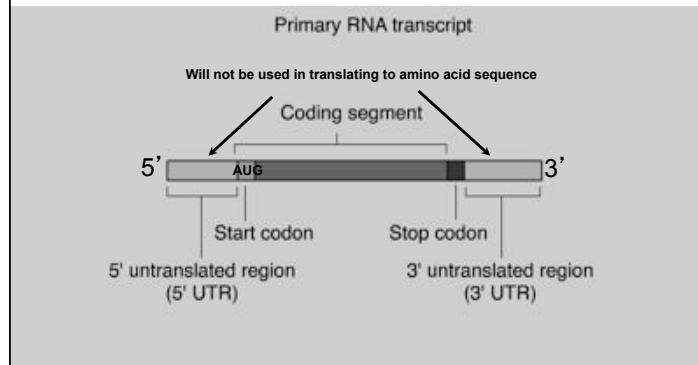 Primary RNA transcript
Will not be used in translating to amino acid sequence
Coding segment
5’
AUG
3’
Start codon
Stop codon
5' untranslated region
(5' UTR)
3' untranslated region
(3' UTR)